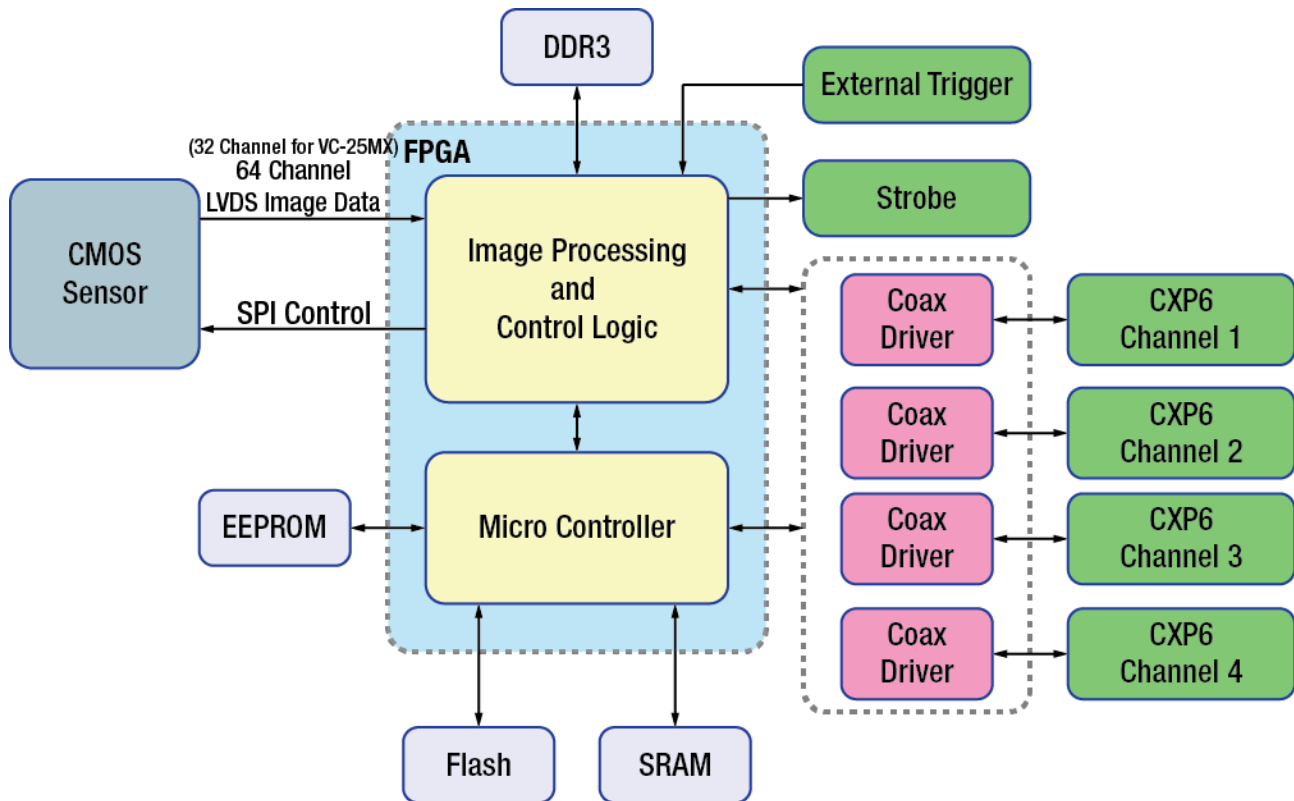 DDR3
External Trigger
(32 Channel for VC-25MX)
64 Channel
LVDS Image Data
FPGA
Strobe
CMOS
Sensor
Image Processing
and
Control Logic
SPI Control
Coax
Driver
CXP6
Channel 1
Coax
Driver
CXP6
Channel 2
EEPROM
Micro Controller
Coax
Driver
CXP6
Channel 3
Coax
Driver
CXP6
Channel 4
Flash
SRAM